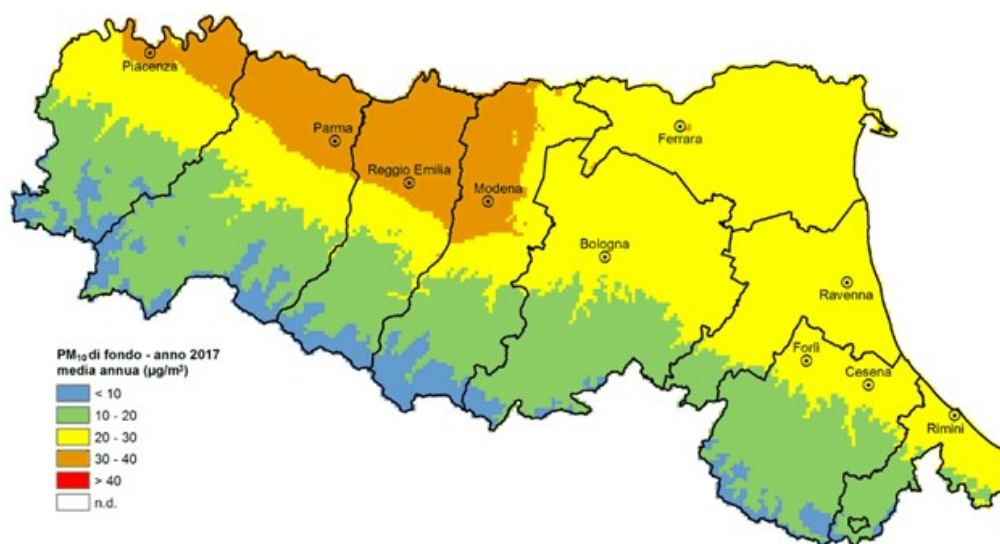 Piacenza
Parma
Reggio Emilia
Modena
Ferrara
Bologna
Ravenna
Forlì
Cesena
Rimini
PM₁₀ di fondo - anno 2017
media annua (µg/m³)
< 10
10 - 20
20 - 30
30 - 40
> 40
n.d.